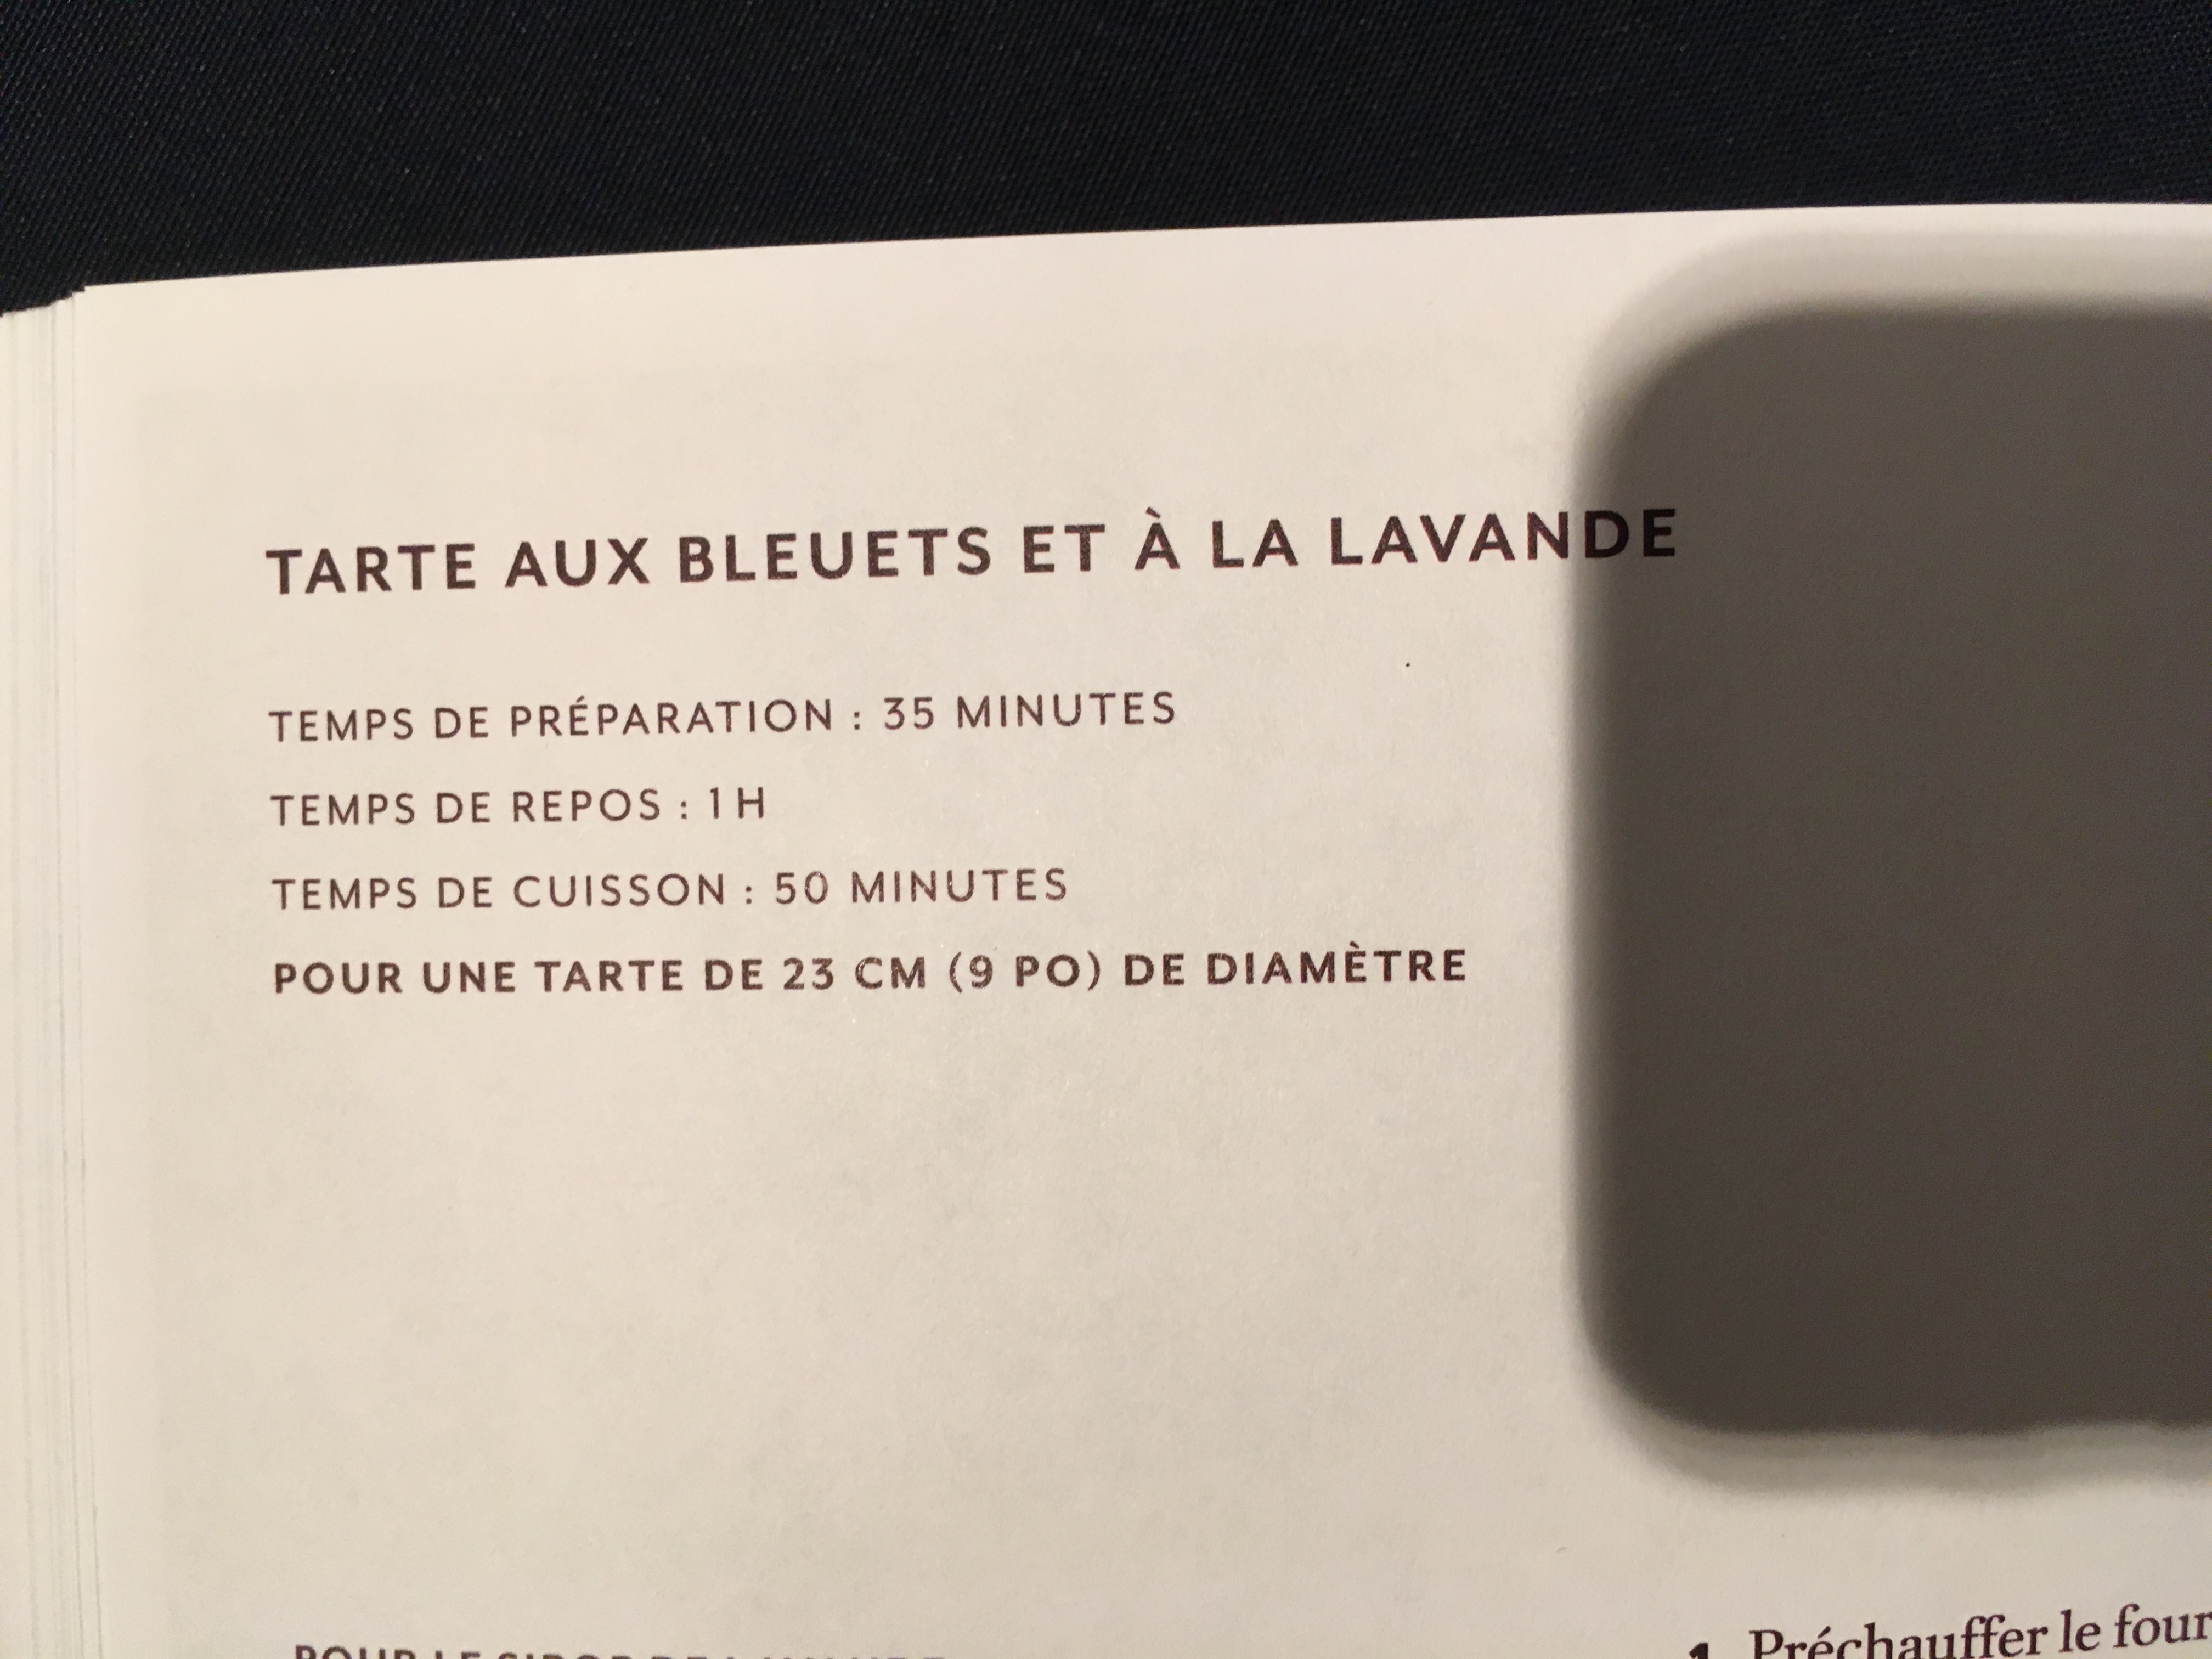 TARTE AUX BLEUETS ET À LA LAVANDE
TEMPS DE PRÉPARATION : 35 MINUTES
TEMPS DE REPOS : 1 H
TEMPS DE CUISSON : 50 MINUTES
POUR UNE TARTE DE 23 CM (9 PO) DE DIAMÈTRE
POUR LE
1 Préchauffer le four